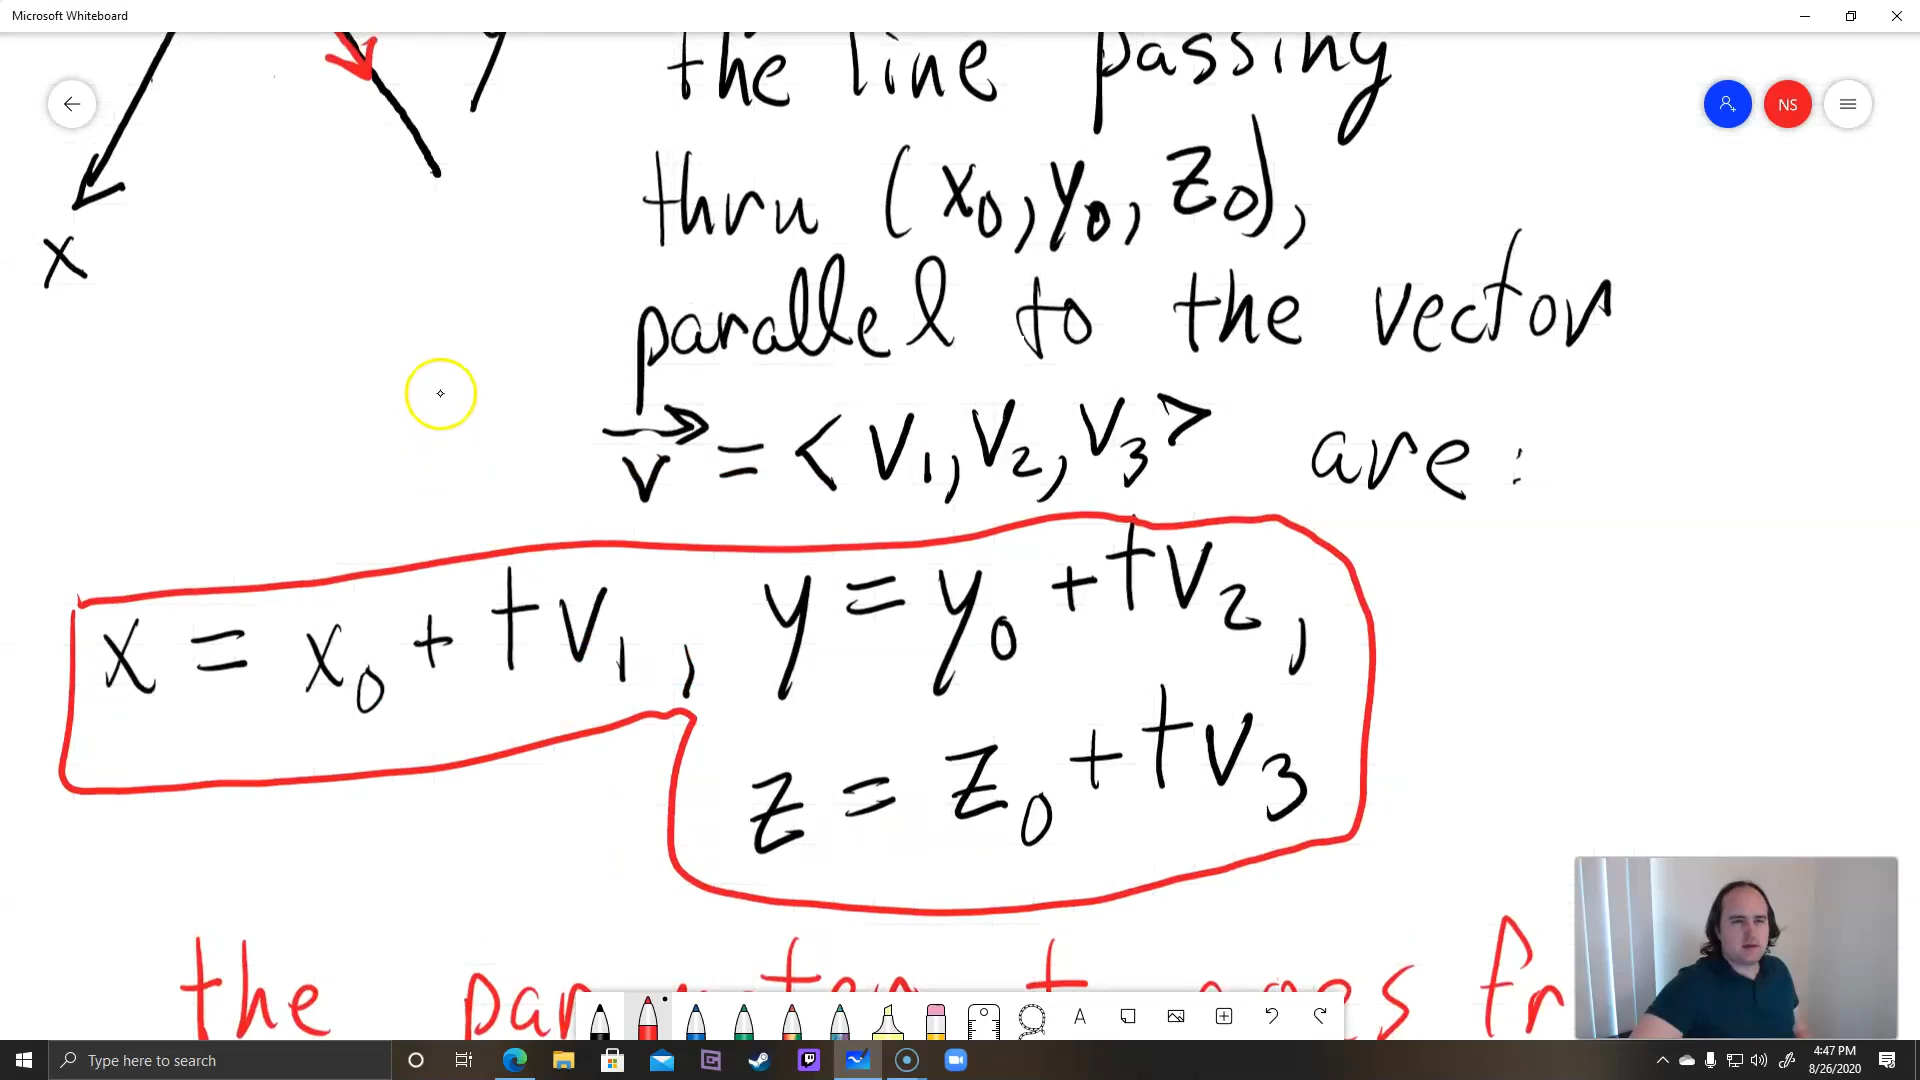 Microsoft Whiteboard
y
the line passing
NS
thru (x₀, y₀, z₀),
x
parallel to the vector
v⃗ = <v₁, v₂, v₃> are:
x = x₀ + tv₁, y = y₀ + tv₂,
z = z₀ + tv₃
the t
A
Type here to search
4:47 PM
8/26/2020